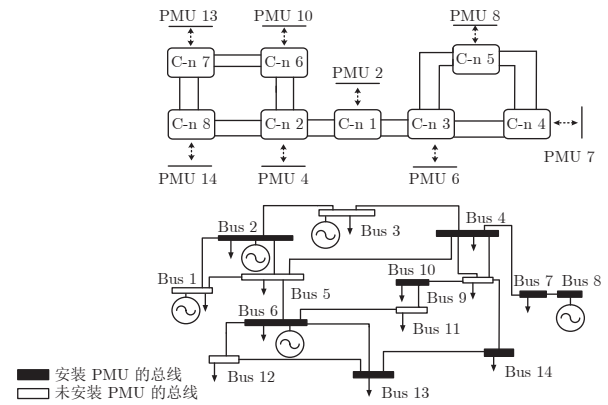 PMU 13
PMU 10
PMU 8
C-n 7
C-n 6
C-n 5
PMU 2
C-n 8
C-n 2
C-n 1
C-n 3
C-n 4
PMU 7
PMU 14
PMU 4
PMU 6
Bus 2
Bus 3
Bus 4
Bus 1
Bus 10
Bus 7
Bus 8
Bus 5
Bus 9
Bus 6
Bus 11
Bus 12
Bus 14
Bus 13
安装 PMU 的总线
未安装 PMU 的总线